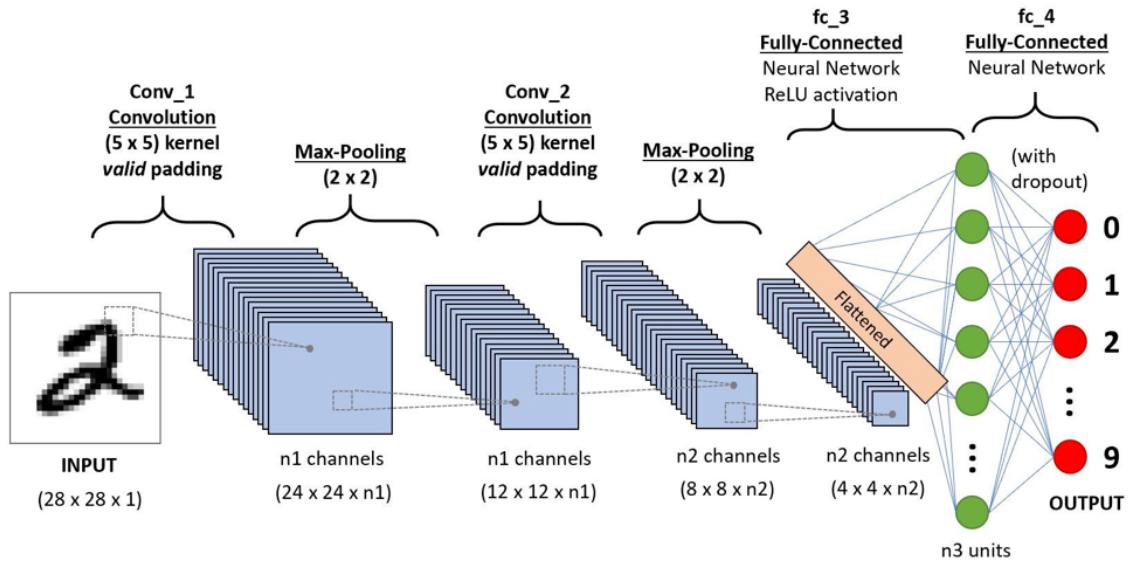 Conv_1
Convolution
(5 x 5) kernel
valid padding
Max-Pooling
(2 x 2)
Conv_2
Convolution
(5 x 5) kernel
valid padding
Max-Pooling
(2 x 2)
fc_3
Fully-Connected
Neural Network
ReLU activation
fc_4
Fully-Connected
Neural Network
(with
dropout)
INPUT
(28 x 28 x 1)
n1 channels
(24 x 24 x n1)
n1 channels
(12 x 12 x n1)
n2 channels
(8 x 8 x n2)
n2 channels
(4 x 4 x n2)
Flattened
n3 units
0
1
2
9
OUTPUT
2